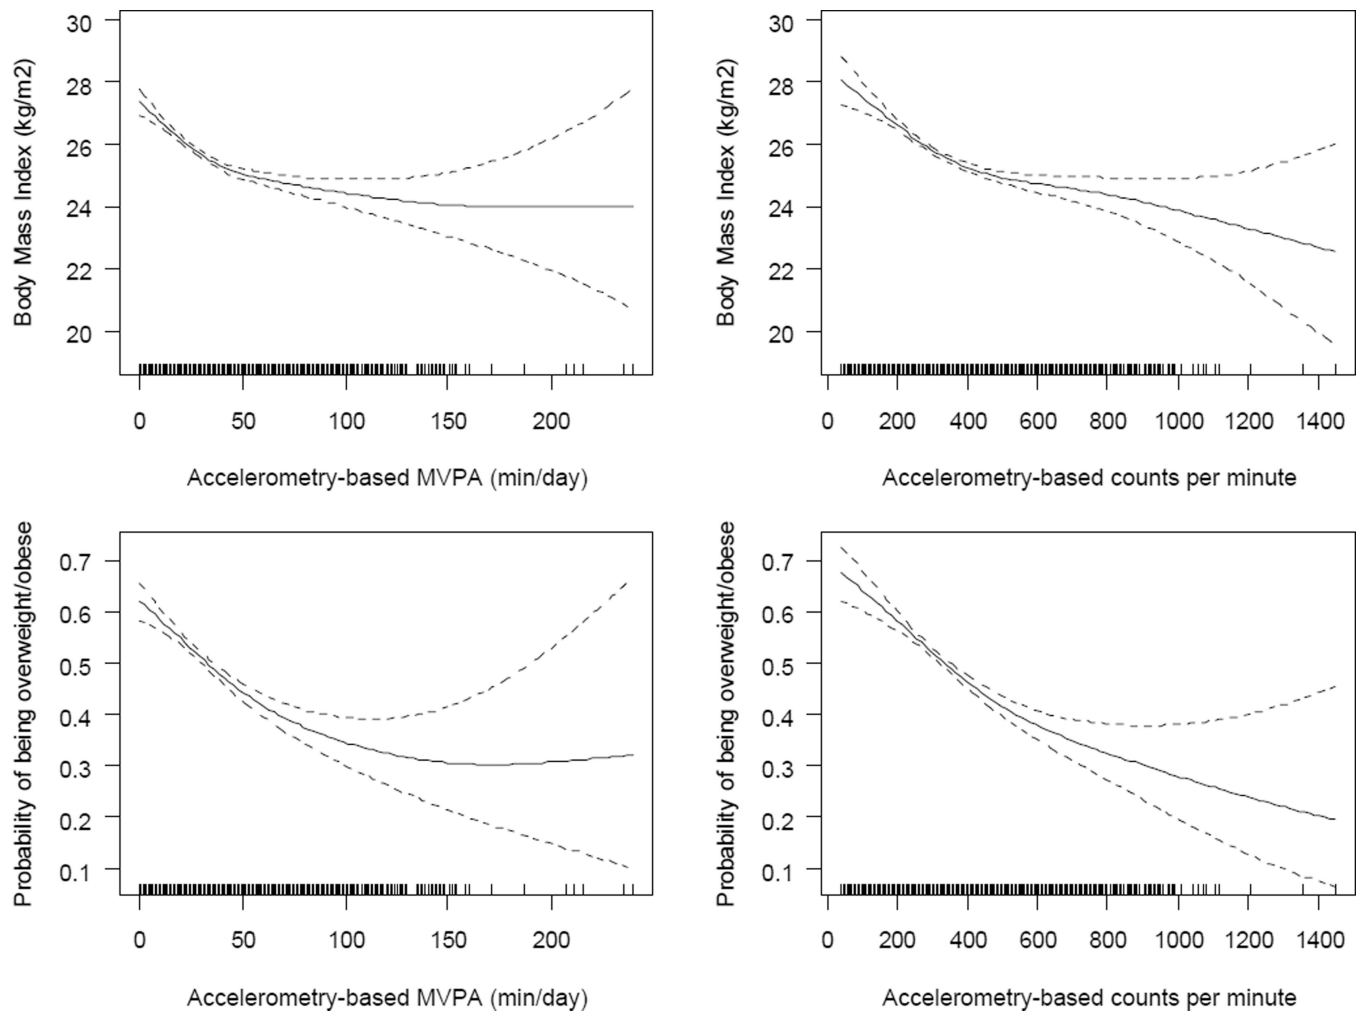 Body Mass Index (kg/m2)
30
28
26
24
22
20
0 50 100 150 200
Accelerometry-based MVPA (min/day)
Body Mass Index (kg/m2)
30
28
26
24
22
20
0 200 400 600 800 1000 1200 1400
Accelerometry-based counts per minute
Probability of being overweight/obese
0.7
0.6
0.5
0.4
0.3
0.2
0.1
0 50 100 150 200
Accelerometry-based MVPA (min/day)
Probability of being overweight/obese
0.7
0.6
0.5
0.4
0.3
0.2
0.1
0 200 400 600 800 1000 1200 1400
Accelerometry-based counts per minute